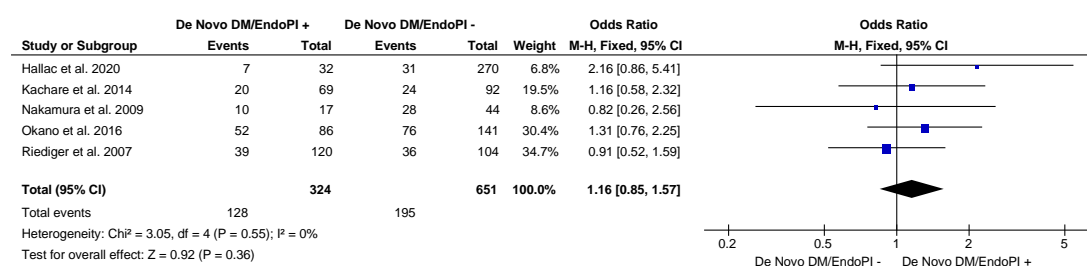 De Novo DM/EndoPI + De Novo DM/EndoPI - Odds Ratio Odds Ratio
Study or Subgroup Events Total Events Total Weight M-H, Fixed, 95% CI M-H, Fixed, 95% CI
Hallac et al. 2020 7 32 31 270 6.8% 2.16 [0.86, 5.41]
Kachare et al. 2014 20 69 24 92 19.5% 1.16 [0.58, 2.32]
Nakamura et al. 2009 10 17 28 44 8.6% 0.82 [0.26, 2.56]
Okano et al. 2016 52 86 76 141 30.4% 1.31 [0.76, 2.25]
Riediger et al. 2007 39 120 36 104 34.7% 0.91 [0.52, 1.59]
Total (95% CI) 324 651 100.0% 1.16 [0.85, 1.57]
Total events 128 195
Heterogeneity: Chi² = 3.05, df = 4 (P = 0.55); I² = 0%
Test for overall effect: Z = 0.92 (P = 0.36)
0.2 0.5 1 2 5
De Novo DM/EndoPI - De Novo DM/EndoPI +